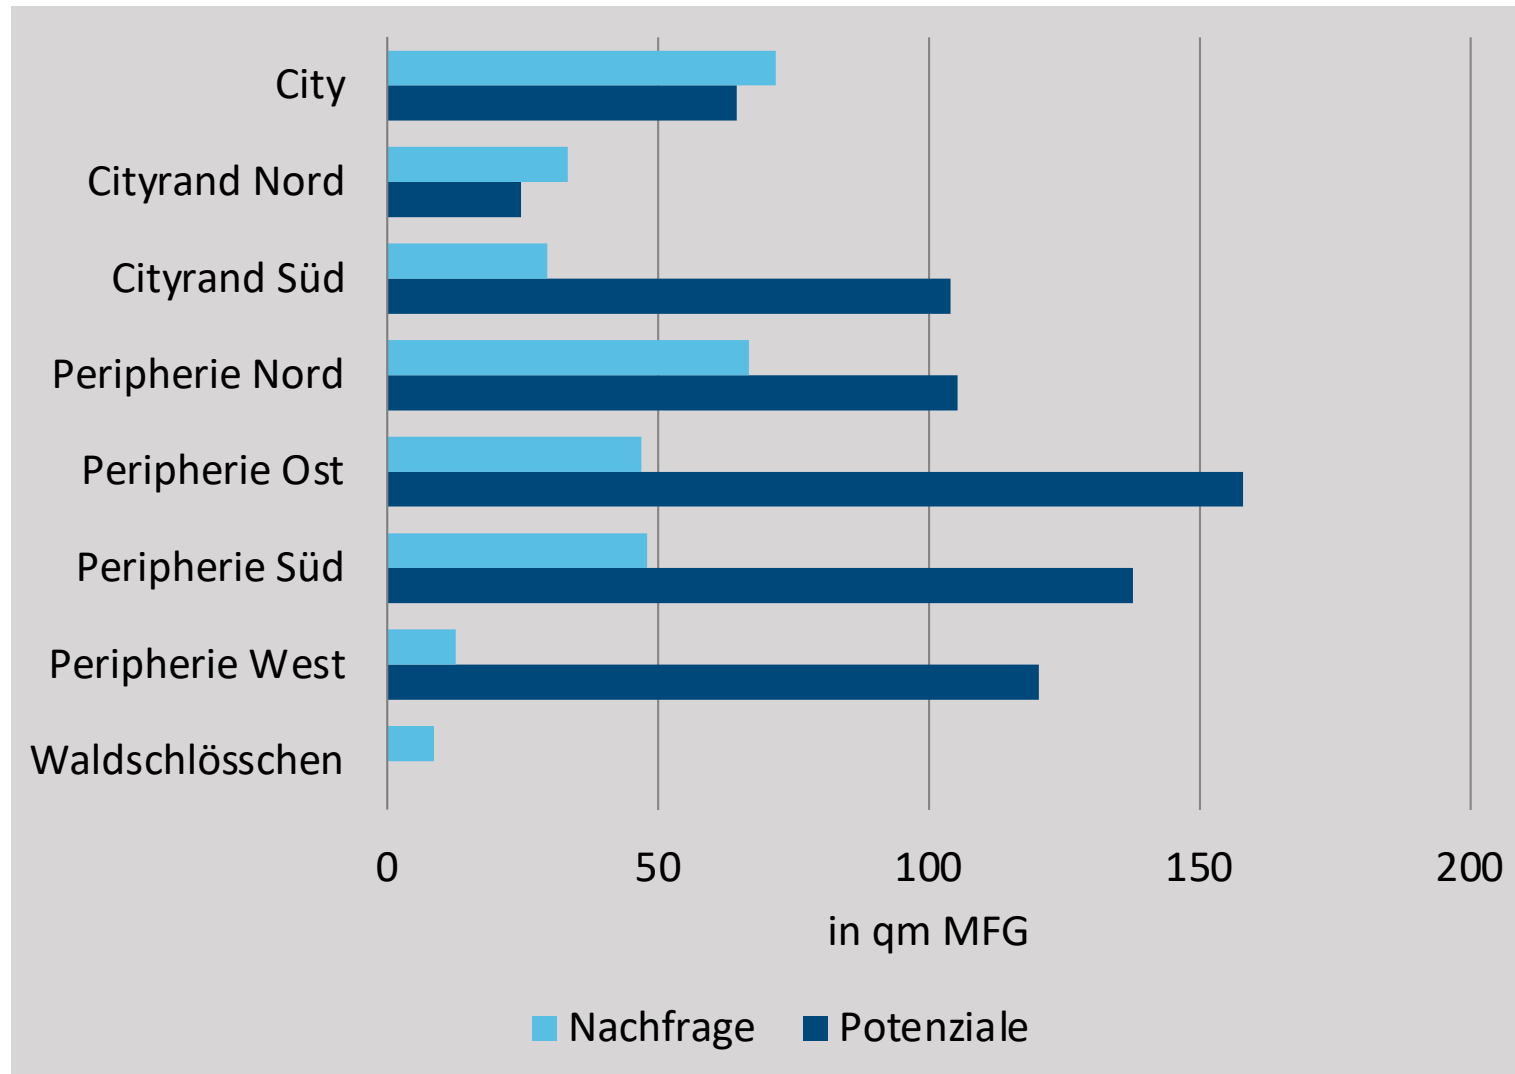 City
Cityrand Nord
Cityrand Süd
Peripherie Nord
Peripherie Ost
Peripherie Süd
Peripherie West
Waldschlösschen
0 50 100 150 200
in qm MFG
Nachfrage Potenziale